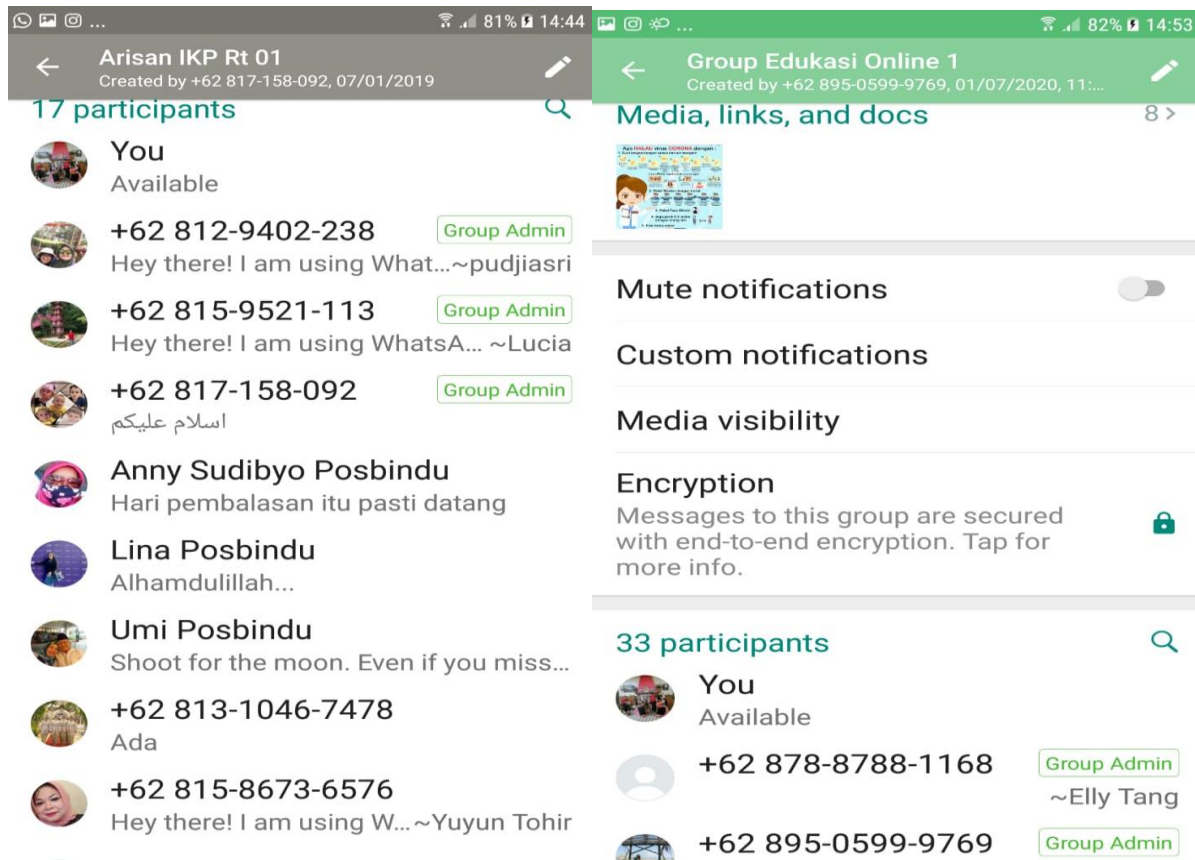 ... 81% 14:44
Arisan IKP Rt 01
Created by +62 817-158-092, 07/01/2019
17 participants
You
Available
+62 812-9402-238 Group Admin
Hey there! I am using What...~pudjiasri
+62 815-9521-113 Group Admin
Hey there! I am using WhatsA... ~Lucia
+62 817-158-092 Group Admin
اسلام علیکم
Anny Sudibyo Posbindu
Hari pembalasan itu pasti datang
Lina Posbindu
Alhamdulillah...
Umi Posbindu
Shoot for the moon. Even if you miss...
+62 813-1046-7478
Ada
+62 815-8673-6576
Hey there! I am using W...~Yuyun Tohir
... 82% 14:53
Group Edukasi Online 1
Created by +62 895-0599-9769, 01/07/2020, 11:...
Media, links, and docs 8 >
Ayo HALAU virus CORONA dengan :
Mute notifications
Custom notifications
Media visibility
Encryption
Messages to this group are secured
with end-to-end encryption. Tap for
more info.
33 participants
You
Available
+62 878-8788-1168 Group Admin
~Elly Tang
+62 895-0599-9769 Group Admin